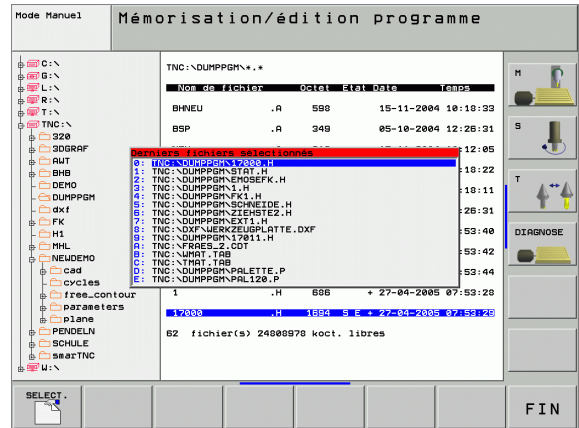 Mode Manuel
Mémorisation/édition programme
C:\
G:\
L:\
R:\
T:\
TNC:\
320
3DGRAF
AWT
BHB
DEMO
DUMPPGM
dxf
FK
H1
MHL
NEWDEMO
cad
cycles
free_contour
parameters
plane
PENDELN
SCHULE
smarTNC
W:\
TNC:\DUMPPGM\*.*
Nom de fichier Octet Etat Date Temps
BHNEU .A 598 15-11-2004 10:18:33
BSP .A 349 05-10-2004 12:26:31
:12:05
Derniers fichiers sélectionnés
0: TNC:\DUMPPGM\17000.H
1: TNC:\DUMPPGM\STAT.H
2: TNC:\DUMPPGM\EMOSEFK.H
3: TNC:\DUMPPGM\1.H
4: TNC:\DUMPPGM\FK1.H
5: TNC:\DUMPPGM\SCHNEIDE.H
6: TNC:\DUMPPGM\ZIEHSTE2.H
7: TNC:\DUMPPGM\EXT1.H
8: TNC:\DXF\WERKZEUGPLATTE.DXF
9: TNC:\DUMPPGM\17011.H
A: TNC:\FRAES_2.CDT
B: TNC:\WMAT.TAB
C: TNC:\TMAT.TAB
D: TNC:\DUMPPGM\PALETTE.P
E: TNC:\DUMPPGM\PAL120.P
:18:22
:18:11
:26:31
:53:40
:53:42
:53:44
1 .H 686 + 27-04-2005 07:53:28
17000 .H 1694 S E + 27-04-2005 07:53:29
62 fichier(s) 24808978 koct. libres
M
S
T
DIAGNOSE
SELECT.
FIN